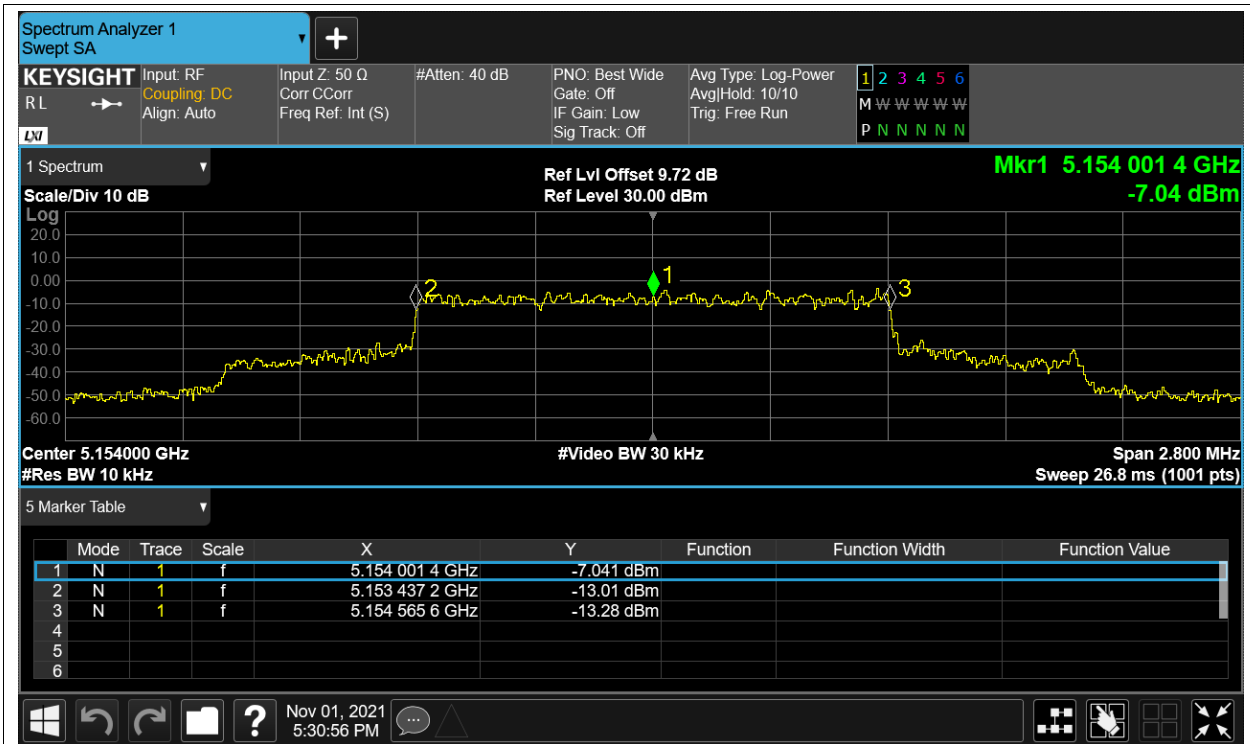 Spectrum Analyzer 1
Swept SA
KEYSIGHT
RL
LXI
Input: RF
Coupling: DC
Align: Auto
Input Z: 50 Ω
Corr CCorr
Freq Ref: Int (S)
#Atten: 40 dB
PNO: Best Wide
Gate: Off
IF Gain: Low
Sig Track: Off
Avg Type: Log-Power
Avg|Hold: 10/10
Trig: Free Run
1 2 3 4 5 6
M W W W W W
P N N N N N
1 Spectrum
Scale/Div 10 dB
Ref Lvl Offset 9.72 dB
Ref Level 30.00 dBm
Mkr1 5.154 001 4 GHz
-7.04 dBm
Log
20.0
10.0
0.00
-10.0
-20.0
-30.0
-40.0
-50.0
-60.0
2
1
3
Center 5.154000 GHz
#Video BW 30 kHz
Span 2.800 MHz
#Res BW 10 kHz
Sweep 26.8 ms (1001 pts)
5 Marker Table
Mode Trace Scale X Y Function Function Width Function Value
1 N 1 f 5.154 001 4 GHz -7.041 dBm
2 N 1 f 5.153 437 2 GHz -13.01 dBm
3 N 1 f 5.154 565 6 GHz -13.28 dBm
4
5
6
?
Nov 01, 2021
5:30:56 PM